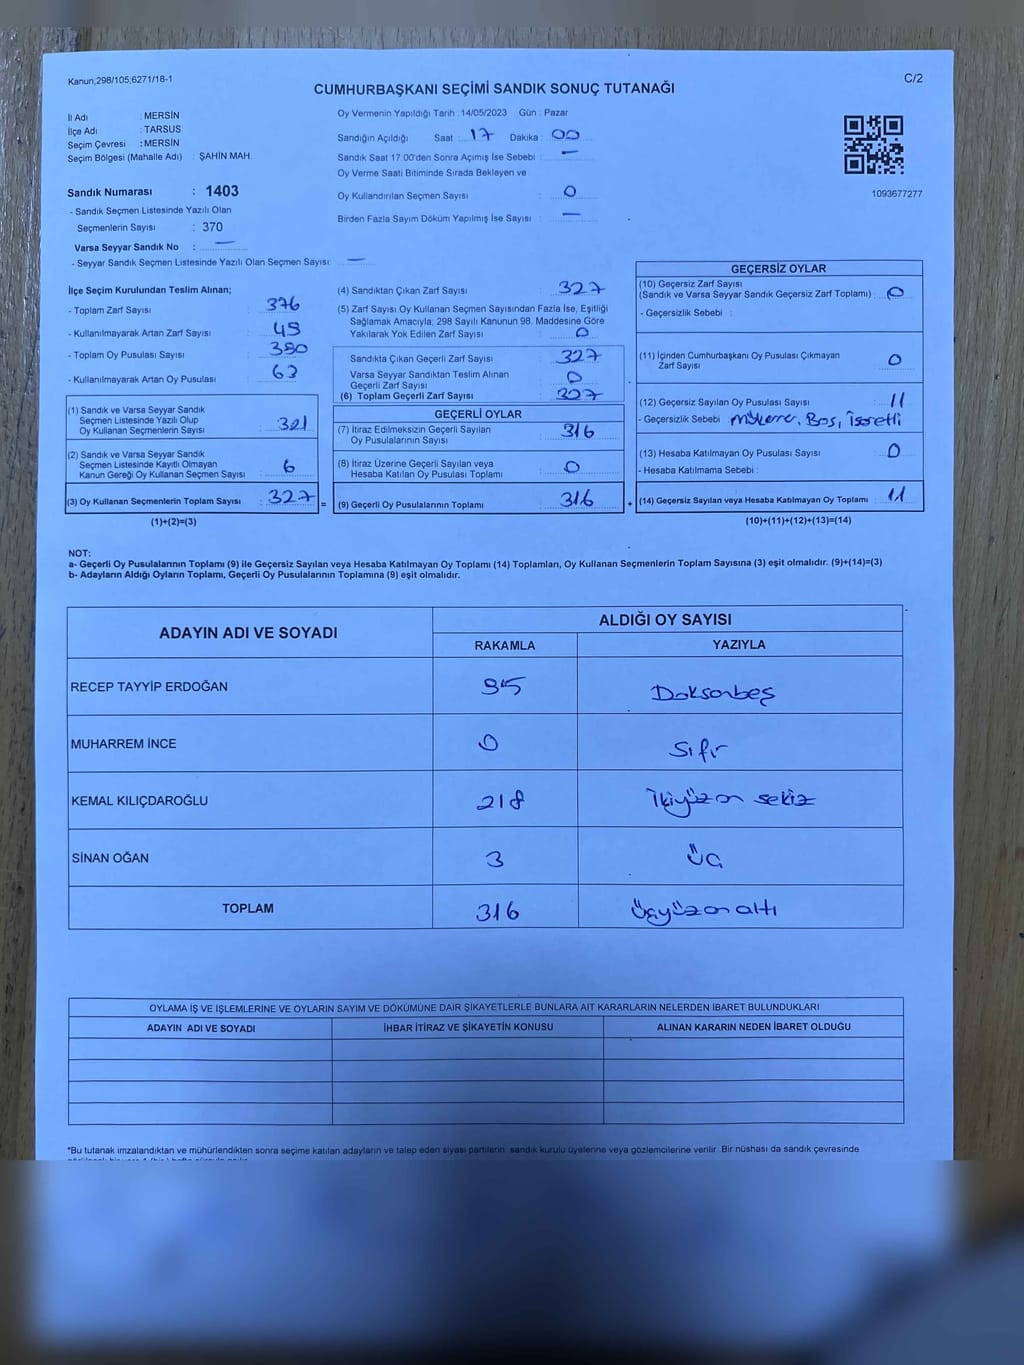 Kanun;298/105,6271/18-1
C/2
CUMHURBAŞKANI SEÇİMİ SANDIK SONUÇ TUTANAĞI
İl Adı : MERSİN
İlçe Adı : TARSUS
Seçim Çevresi : MERSİN
Seçim Bölgesi (Mahalle Adı) : ŞAHİN MAH.
Oy Vermenin Yapıldığı Tarih : 14/05/2023 Gün : Pazar
Sandığın Açıldığı Saat : 17 Dakika : 00
Sandık Saat 17:00'den Sonra Açımış İse Sebebi : —
Oy Verme Saati Bitiminde Sırada Bekleyen ve
Oy Kullandırılan Seçmen Sayısı : 0
Birden Fazla Sayım Döküm Yapılmış İse Sayısı : —
1093677277
Sandık Numarası : 1403
- Sandık Seçmen Listesinde Yazılı Olan
Seçmenlerin Sayısı : 370
Varsa Seyyar Sandık No : —
- Seyyar Sandık Seçmen Listesinde Yazılı Olan Seçmen Sayısı: —
İlçe Seçim Kurulundan Teslim Alınan;
- Toplam Zarf Sayısı : 376
- Kullanılmayarak Artan Zarf Sayısı : 49
- Toplam Oy Pusulası Sayısı : 390
- Kullanılmayarak Artan Oy Pusulası : 63
(1) Sandık ve Varsa Seyyar Sandık
Seçmen Listesinde Yazılı Olup
Oy Kullanan Seçmenlerin Sayısı : 321
(2) Sandık ve Varsa Seyyar Sandık
Seçmen Listesinde Kayıtlı Olmayan
Kanun Gereği Oy Kullanan Seçmen Sayısı : 6
(3) Oy Kullanan Seçmenlerin Toplam Sayısı : 327
(1)+(2)=(3)
(4) Sandıktan Çıkan Zarf Sayısı : 327
(5) Zarf Sayısı Oy Kullanan Seçmen Sayısından Fazla İse, Eşitliği
Sağlamak Amacıyla; 298 Sayılı Kanunun 98. Maddesine Göre
Yakılarak Yok Edilen Zarf Sayısı : 0
Sandıkta Çıkan Geçerli Zarf Sayısı : 327
Varsa Seyyar Sandıktan Teslim Alınan
Geçerli Zarf Sayısı : 0
(6) Toplam Geçerli Zarf Sayısı : 327
GEÇERLİ OYLAR
(7) İtiraz Edilmeksizin Geçerli Sayılan
Oy Pusulalarının Sayısı : 316
(8) İtiraz Üzerine Geçerli Sayılan veya
Hesaba Katılan Oy Pusulası Toplamı : 0
= (9) Geçerli Oy Pusulalarının Toplamı : 316
GEÇERSİZ OYLAR
(10) Geçersiz Zarf Sayısı
(Sandık ve Varsa Seyyar Sandık Geçersiz Zarf Toplamı) : 0
- Geçersizlik Sebebi :
(11) İçinden Cumhurbaşkanı Oy Pusulası Çıkmayan
Zarf Sayısı : 0
(12) Geçersiz Sayılan Oy Pusulası Sayısı : 11
- Geçersizlik Sebebi : Boş, İşaretli
(13) Hesaba Katılmayan Oy Pusulası Sayısı : 0
- Hesaba Katılmama Sebebi :
+ (14) Geçersiz Sayılan veya Hesaba Katılmayan Oy Toplamı : 11
(10)+(11)+(12)+(13)=(14)
NOT:
a- Geçerli Oy Pusulalarının Toplamı (9) ile Geçersiz Sayılan veya Hesaba Katılmayan Oy Toplamı (14) Toplamları, Oy Kullanan Seçmenlerin Toplam Sayısına (3) eşit olmalıdır. (9)+(14)=(3)
b- Adayların Aldığı Oyların Toplamı, Geçerli Oy Pusulalarının Toplamına (9) eşit olmalıdır.
ADAYIN ADI VE SOYADI
ALDIĞI OY SAYISI
RAKAMLA YAZIYLA
RECEP TAYYİP ERDOĞAN 95 Doksanbeş
MUHARREM İNCE 0 Sıfır
KEMAL KILIÇDAROĞLU 218 İkiyüzon sekiz
SİNAN OĞAN 3 Üç
TOPLAM 316 Üçyüzonaltı
OYLAMA İŞ VE İŞLEMLERİNE VE OYLARIN SAYIM VE DÖKÜMÜNE DAİR ŞİKAYETLERLE BUNLARA AİT KARARLARIN NELERDEN İBARET BULUNDUKLARI
ADAYIN ADI VE SOYADI İHBAR İTİRAZ VE ŞİKAYETİN KONUSU ALINAN KARARIN NEDEN İBARET OLDUĞU
*Bu tutanak imzalandıktan ve mühürlendikten sonra seçime katılan adayların ve talep eden siyasi partilerin sandık kurulu üyelerine veya gözlemcilerine verilir. Bir nüshası da sandık çevresinde